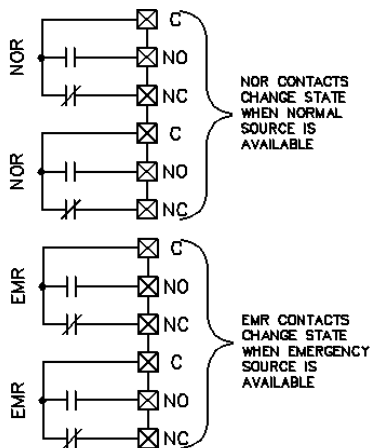 NOR
C
NO
NC
NOR
C
NO
NC
NOR CONTACTS
CHANGE STATE
WHEN NORMAL
SOURCE IS
AVAILABLE
EMR
C
NO
NC
EMR
C
NO
NC
EMR CONTACTS
CHANGE STATE
WHEN EMERGENCY
SOURCE IS
AVAILABLE